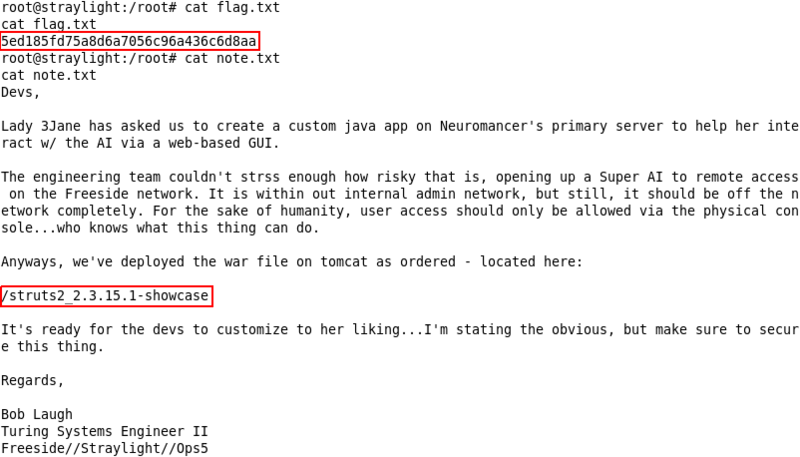 root@straylight:/root# cat flag.txt
cat flag.txt
5ed185fd75a8d6a7056c96a436c6d8aa
root@straylight:/root# cat note.txt
cat note.txt
Devs,
Lady 3Jane has asked us to create a custom java app on Neuromancer's primary server to help her inte
ract w/ the AI via a web-based GUI.
The engineering team couldn't strss enough how risky that is, opening up a Super AI to remote access
 on the Freeside network. It is within out internal admin network, but still, it should be off the n
etwork completely. For the sake of humanity, user access should only be allowed via the physical con
sole...who knows what this thing can do.
Anyways, we've deployed the war file on tomcat as ordered - located here:
/struts2_2.3.15.1-showcase
It's ready for the devs to customize to her liking...I'm stating the obvious, but make sure to secur
e this thing.
Regards,
Bob Laugh
Turing Systems Engineer II
Freeside//Straylight//Ops5